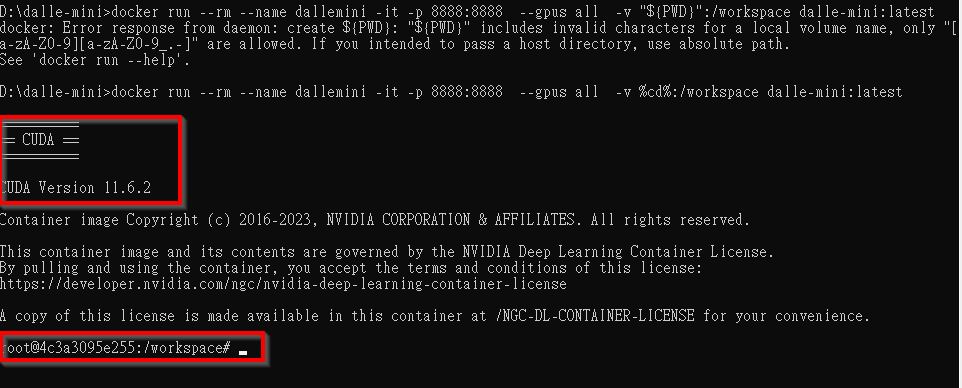 D:\dalle-mini>docker run --rm --name dallemini -it -p 8888:8888  --gpus all  -v "${PWD}":/workspace dalle-mini:latest
docker: Error response from daemon: create ${PWD}: "${PWD}" includes invalid characters for a local volume name, only "[
a-zA-Z0-9][a-zA-Z0-9_.-]" are allowed. If you intended to pass a host directory, use absolute path.
See 'docker run --help'.
D:\dalle-mini>docker run --rm --name dallemini -it -p 8888:8888  --gpus all  -v %cd%:/workspace dalle-mini:latest
==========
== CUDA ==
==========
CUDA Version 11.6.2
Container image Copyright (c) 2016-2023, NVIDIA CORPORATION & AFFILIATES. All rights reserved.
This container image and its contents are governed by the NVIDIA Deep Learning Container License.
By pulling and using the container, you accept the terms and conditions of this license:
https://developer.nvidia.com/ngc/nvidia-deep-learning-container-license
A copy of this license is made available in this container at /NGC-DL-CONTAINER-LICENSE for your convenience.
root@4c3a3095e255:/workspace#